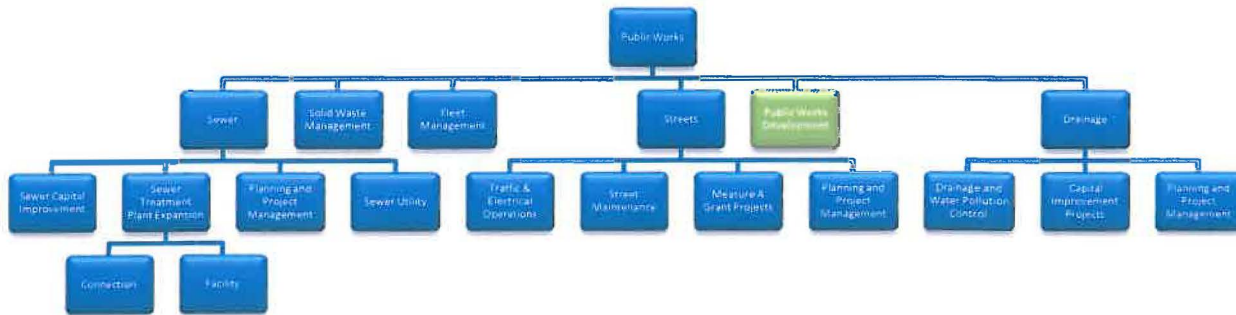 Public Works
Sewer
Solid Waste
Management
Fleet
Management
Streets
Public Works
Development
Drainage
Sewer Capital
Improvement
Sewer
Treatment
Plant Expansion
Planning and
Project
Management
Sewer Utility
Traffic &
Electrical
Operations
Street
Maintenance
Measure A
Grant Projects
Planning and
Project
Management
Drainage and
Water Pollution
Control
Capital
Improvement
Projects
Planning and
Project
Management
Connection
Facility